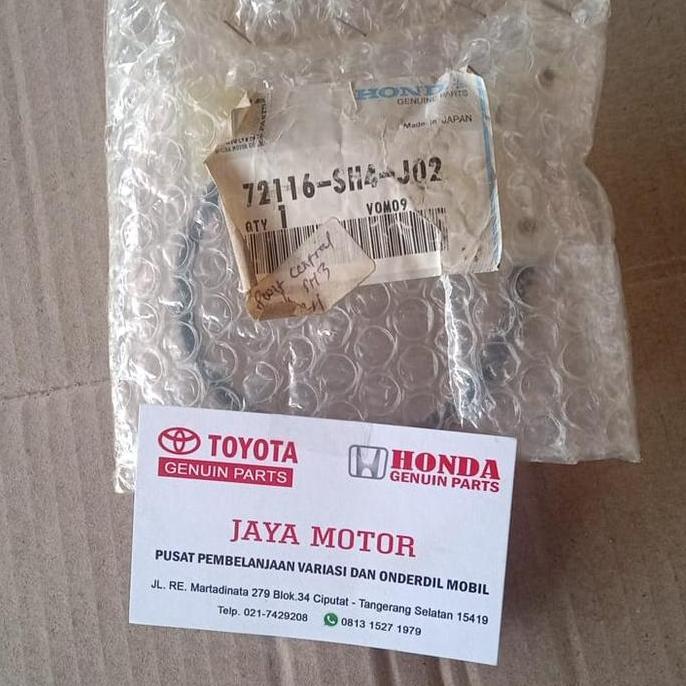 HONDA
GENUINE PARTS
Made in JAPAN
72116-SH4-J02
QTY 1 VOM09
TOYOTA
GENUIN PARTS
HONDA
GENUIN PARTS
JAYA MOTOR
PUSAT PEMBELANJAAN VARIASI DAN ONDERDIL MOBIL
JL. RE. Martadinata 279 Blok.34 Ciputat - Tangerang Selatan 15419
Telp. 021-7429208 0813 1527 1979